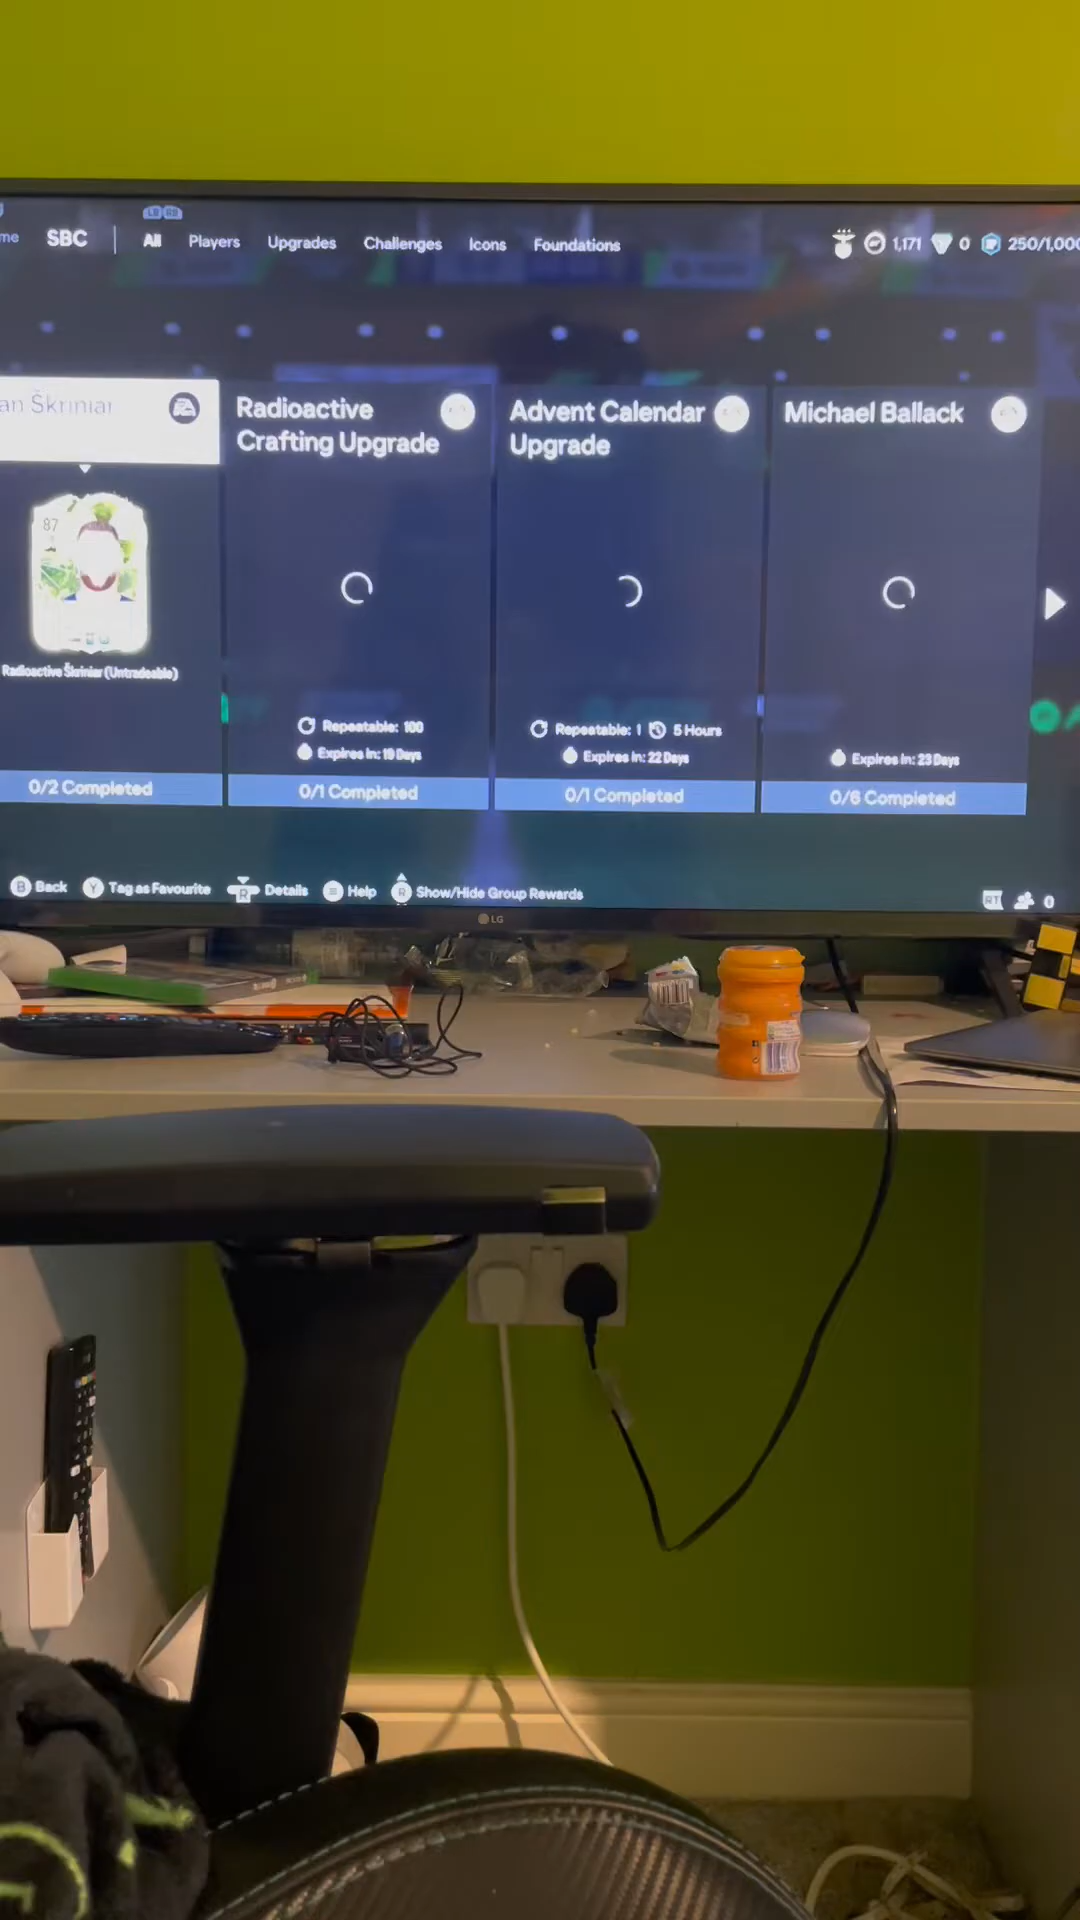 SBC
All
Players
Upgrades
Challenges
Icons
Foundations
1,171
0
250/1,000
an Škriniar
Radioactive
Crafting Upgrade
Advent Calendar
Upgrade
Michael Ballack
87
Radioactive Škriniar (Untradeable)
Repeatable: 100
Expires In: 19 Days
Repeatable: 1
5 Hours
Expires In: 22 Days
Expires In: 23 Days
0/2 Completed
0/1 Completed
0/1 Completed
0/6 Completed
B Back
Y Tag as Favourite
R Details
Help
R Show/Hide Group Rewards
RT
0
LG